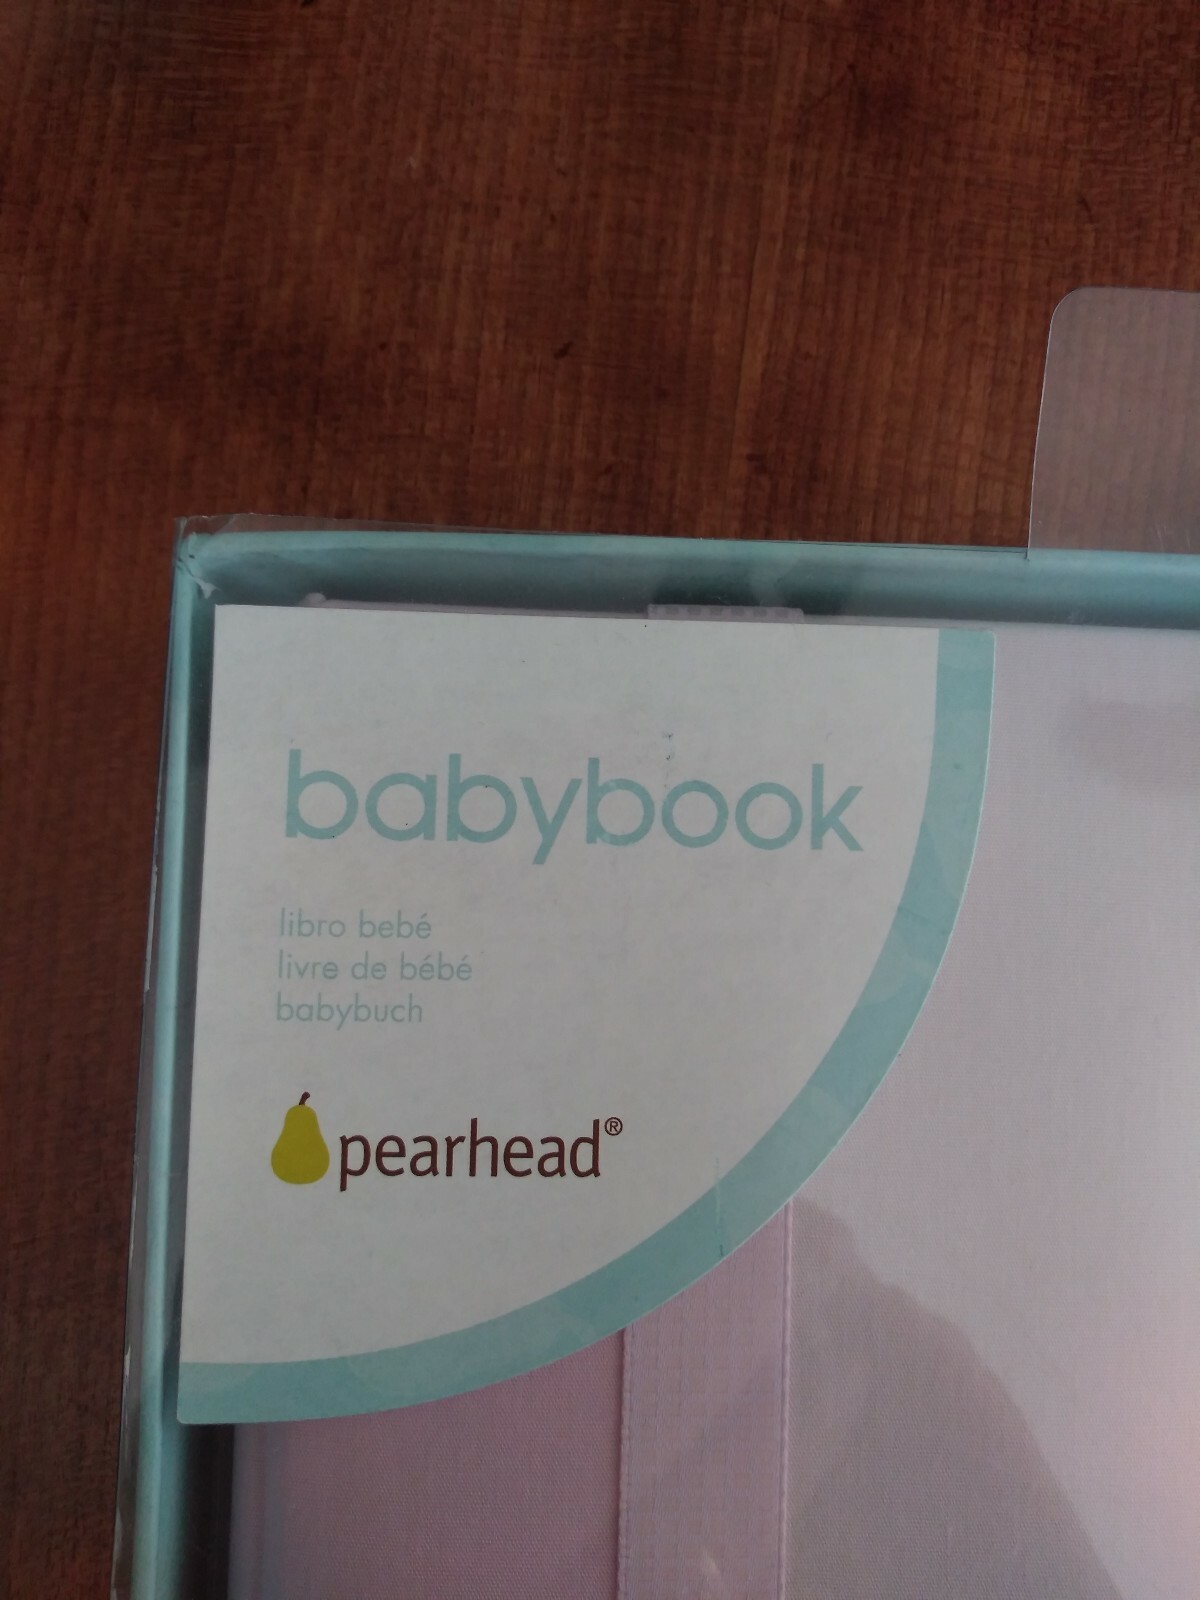 babybook
libro bebé
livre de bébé
babybuch
pearhead®